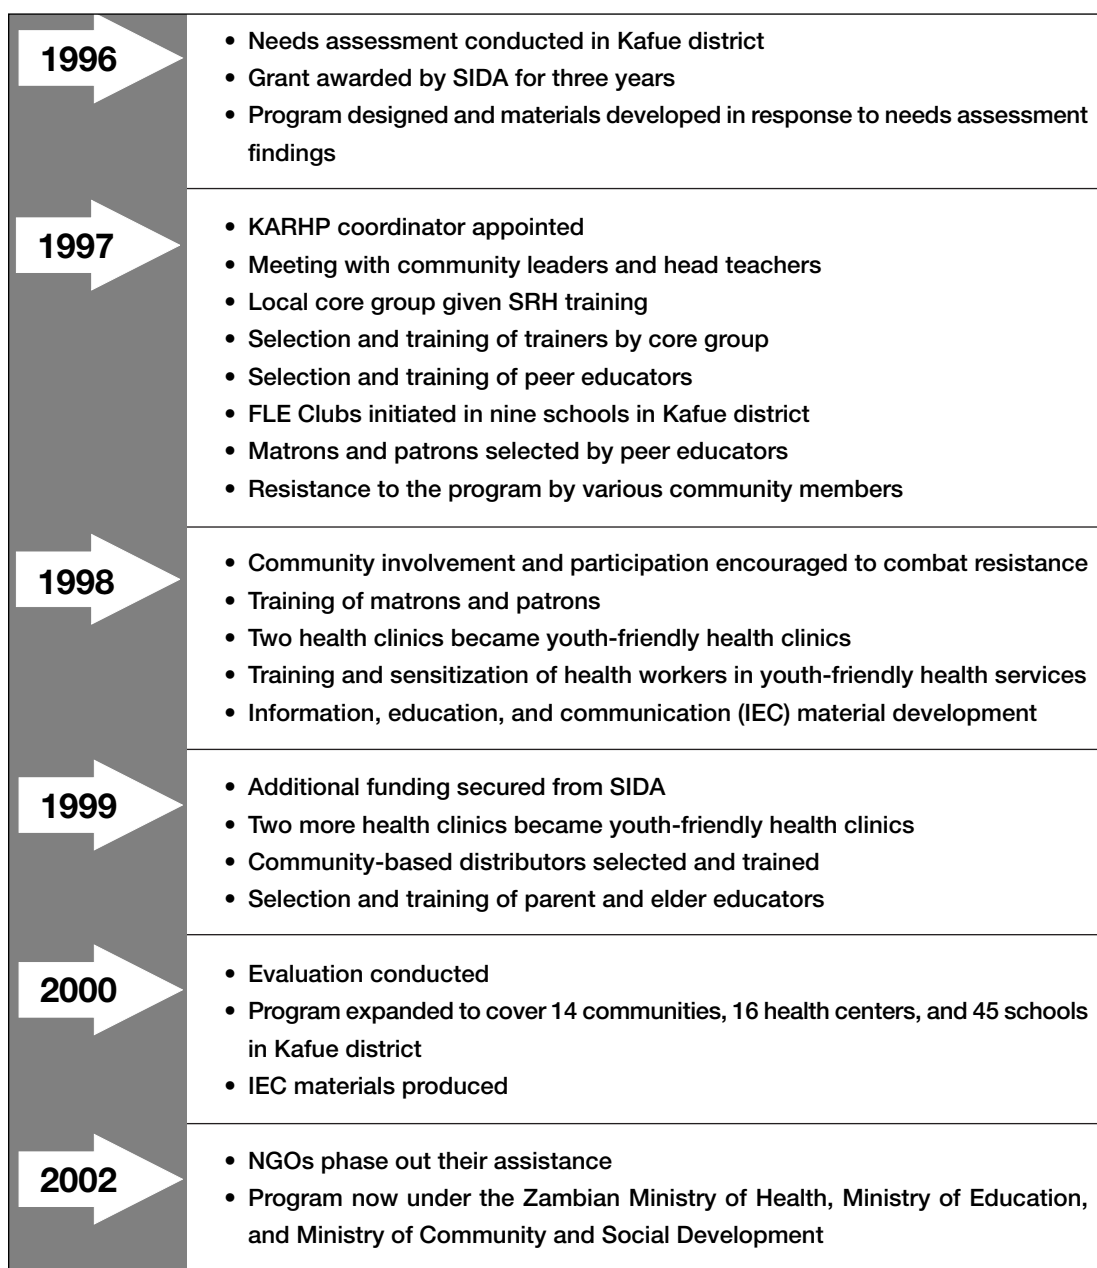 1996
• Needs assessment conducted in Kafue district
• Grant awarded by SIDA for three years
• Program designed and materials developed in response to needs assessment
findings
1997
• KARHP coordinator appointed
• Meeting with community leaders and head teachers
• Local core group given SRH training
• Selection and training of trainers by core group
• Selection and training of peer educators
• FLE Clubs initiated in nine schools in Kafue district
• Matrons and patrons selected by peer educators
• Resistance to the program by various community members
1998
• Community involvement and participation encouraged to combat resistance
• Training of matrons and patrons
• Two health clinics became youth-friendly health clinics
• Training and sensitization of health workers in youth-friendly health services
• Information, education, and communication (IEC) material development
1999
• Additional funding secured from SIDA
• Two more health clinics became youth-friendly health clinics
• Community-based distributors selected and trained
• Selection and training of parent and elder educators
2000
• Evaluation conducted
• Program expanded to cover 14 communities, 16 health centers, and 45 schools
in Kafue district
• IEC materials produced
2002
• NGOs phase out their assistance
• Program now under the Zambian Ministry of Health, Ministry of Education,
and Ministry of Community and Social Development